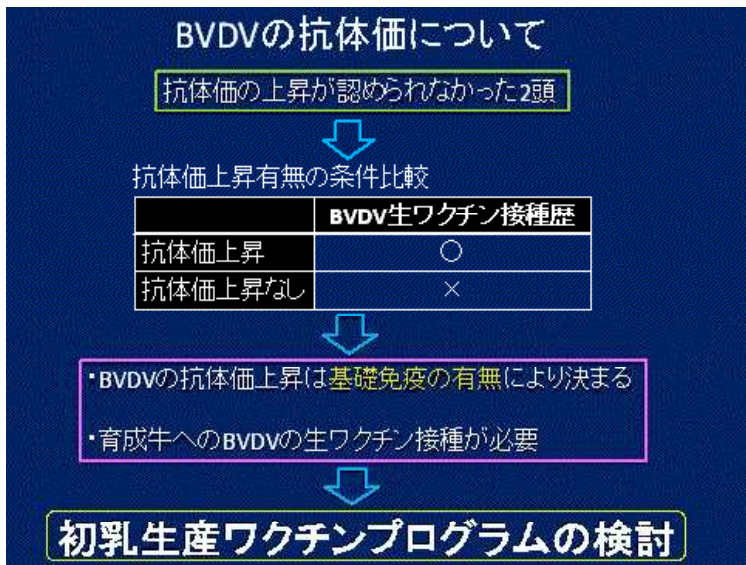 BVDVの抗体価について
抗体価の上昇が認められなかった2頭
抗体価上昇有無の条件比較
BVDV生ワクチン接種歴
抗体価上昇 ○
抗体価上昇なし ×
・BVDVの抗体価上昇は基礎免疫の有無により決まる
・育成牛へのBVDVの生ワクチン接種が必要
初乳生産ワクチンプログラムの検討